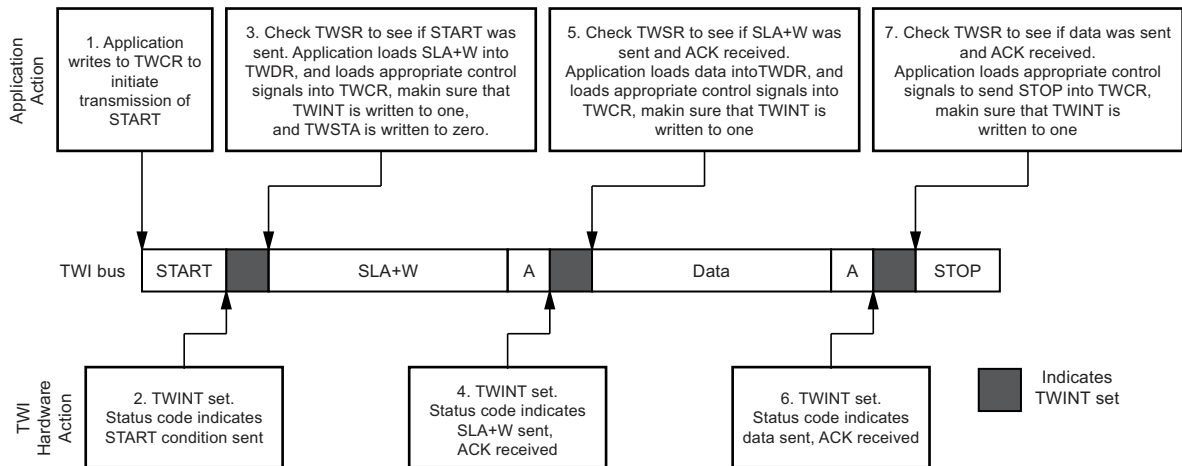 Application
Action
1. Application
writes to TWCR to
initiate
transmission of
START
3. Check TWSR to see if START was
sent. Application loads SLA+W into
TWDR, and loads appropriate control
signals into TWCR, makin sure that
TWINT is written to one,
and TWSTA is written to zero.
5. Check TWSR to see if SLA+W was
sent and ACK received.
Application loads data intoTWDR, and
loads appropriate control signals into
TWCR, makin sure that TWINT is
written to one
7. Check TWSR to see if data was sent
and ACK received.
Application loads appropriate control
signals to send STOP into TWCR,
makin sure that TWINT is
written to one
TWI bus
START
SLA+W
A
Data
A
STOP
TWI
Hardware
Action
2. TWINT set.
Status code indicates
START condition sent
4. TWINT set.
Status code indicates
SLA+W sent,
ACK received
6. TWINT set.
Status code indicates
data sent, ACK received
Indicates
TWINT set